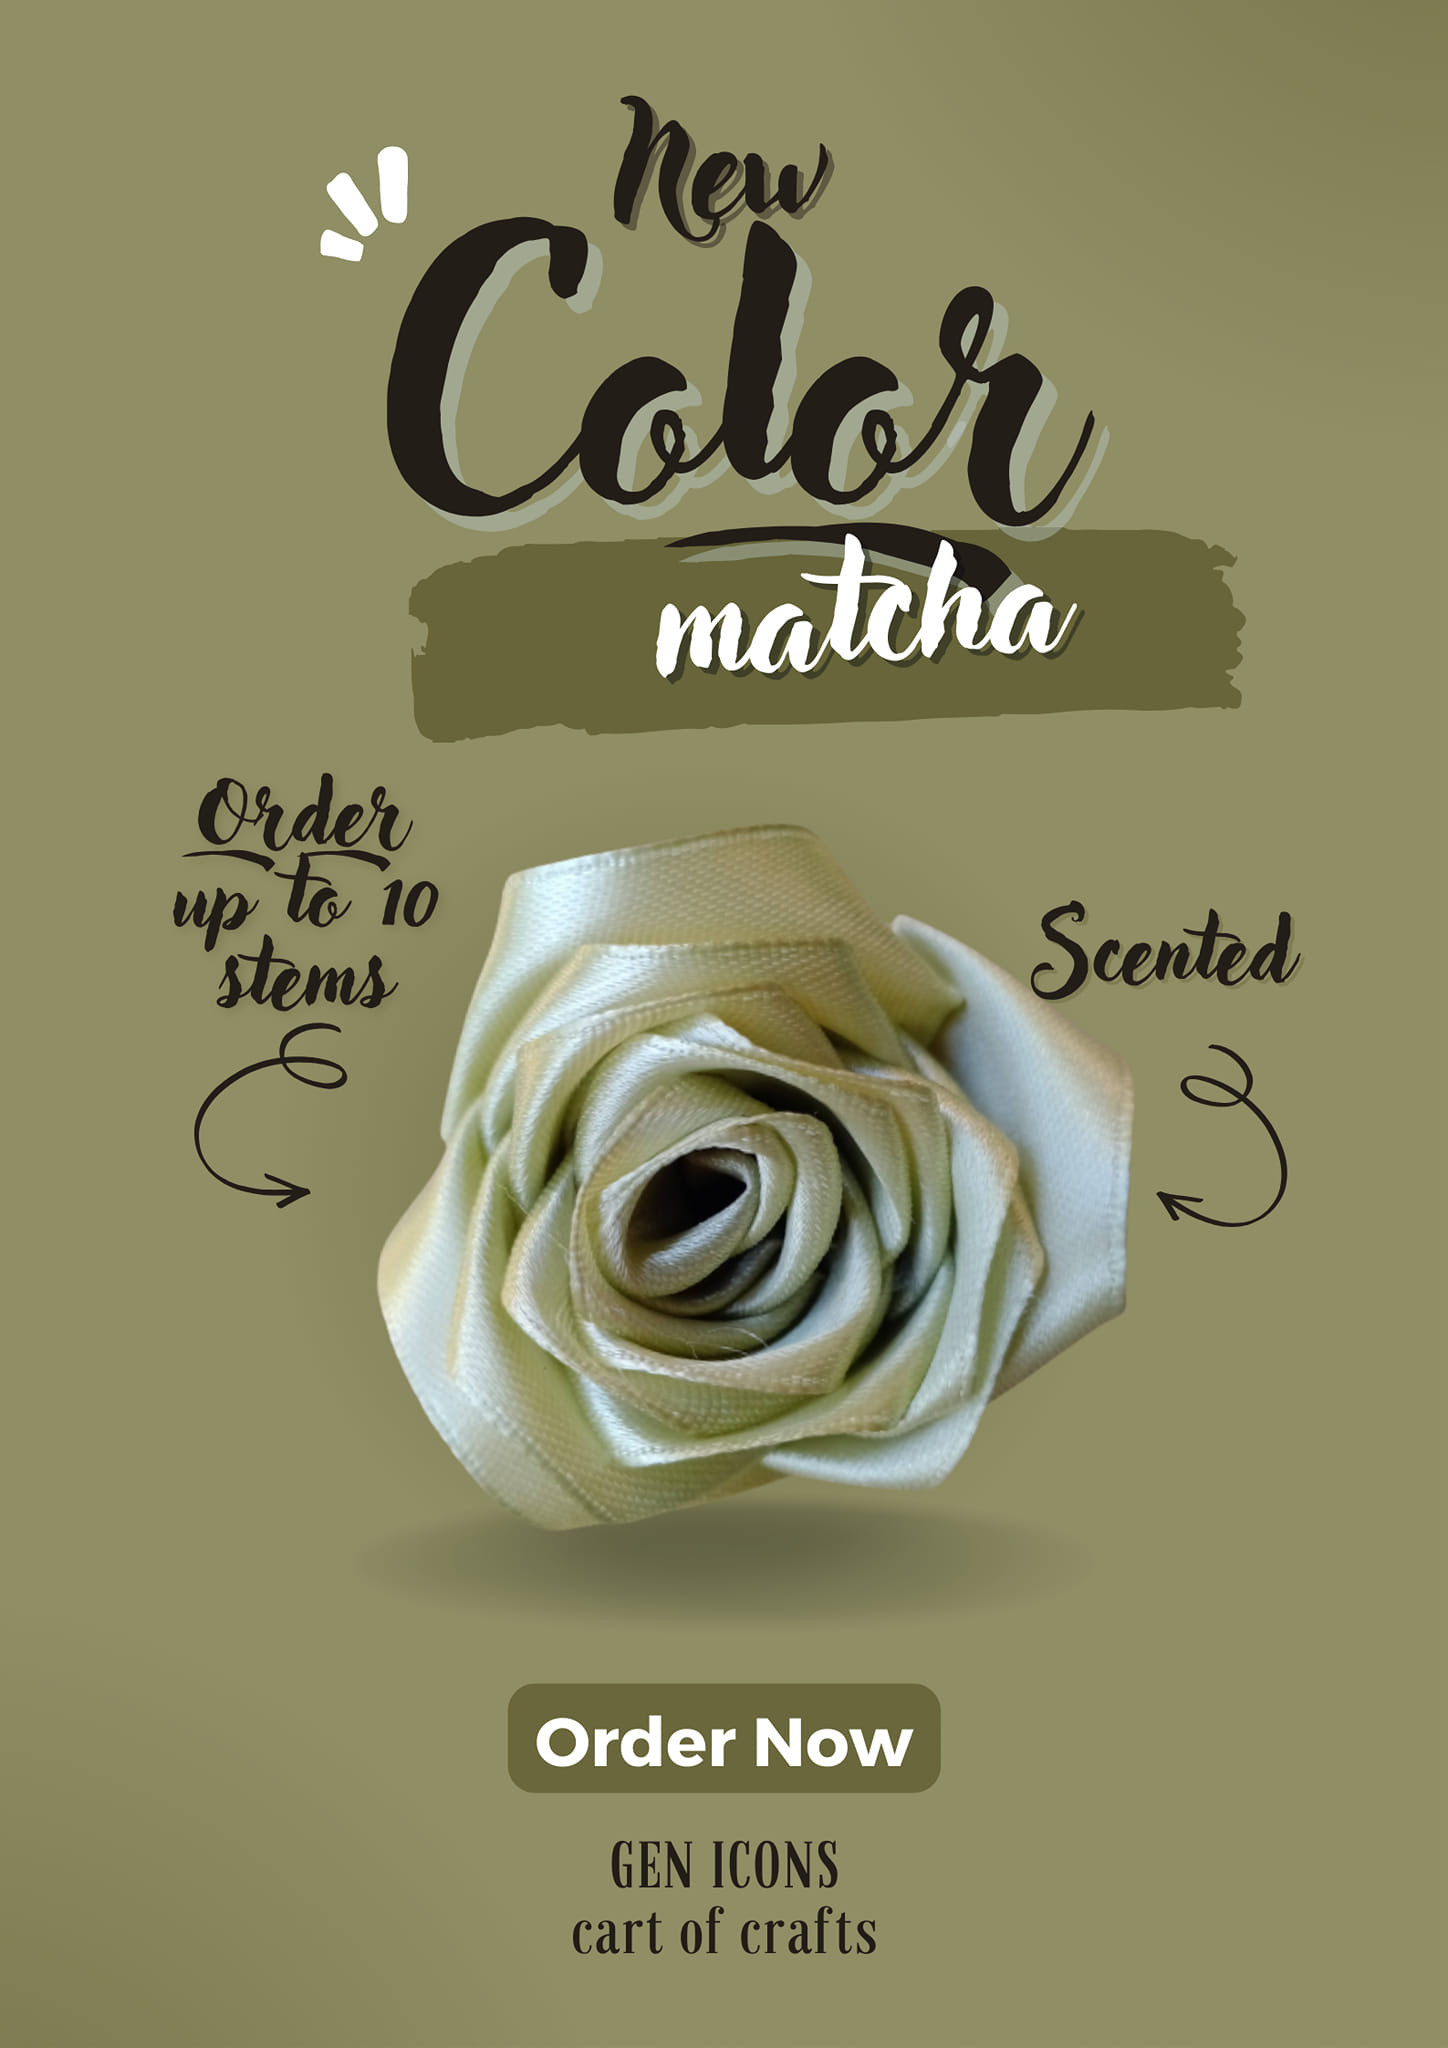 New
Color
matcha
Order
up to 10
stems
Scented
Order Now
GEN ICONS
cart of crafts